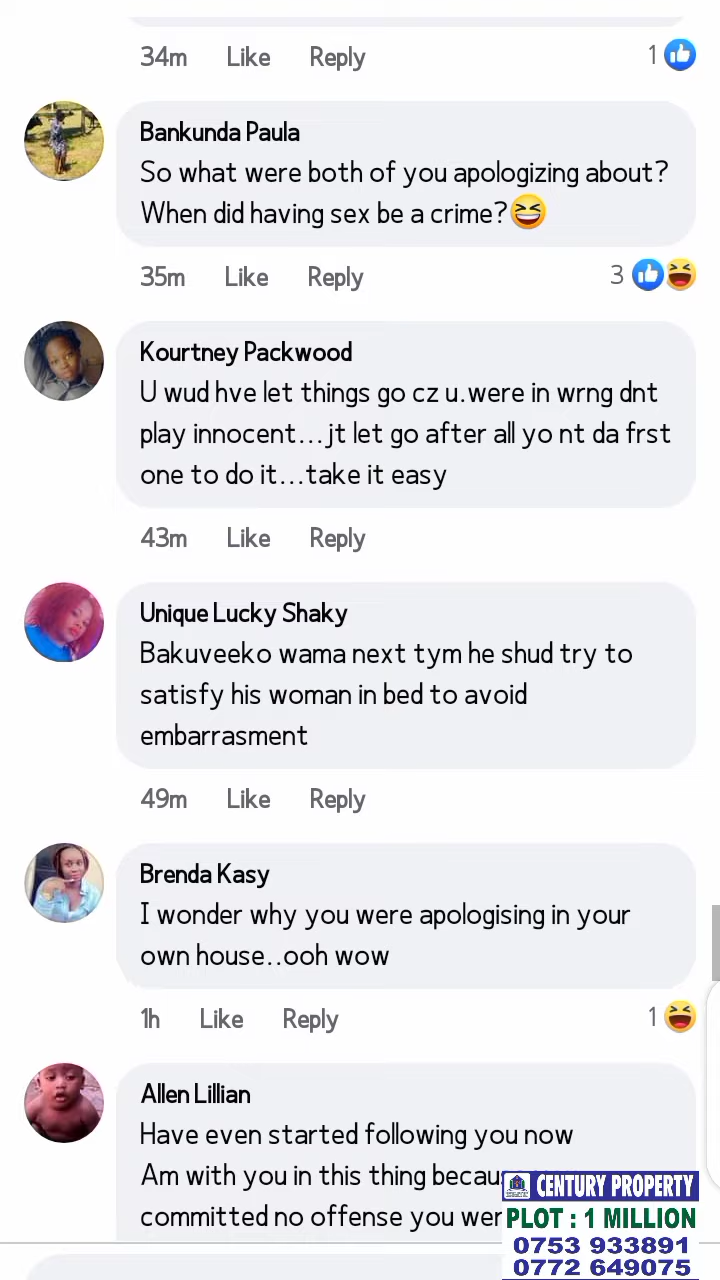 34m Like Reply 1
Bankunda Paula
So what were both of you apologizing about?
When did having sex be a crime?😆
35m Like Reply 3
Kourtney Packwood
U wud hve let things go cz u.were in wrng dnt
play innocent...jt let go after all yo nt da frst
one to do it...take it easy
43m Like Reply
Unique Lucky Shaky
Bakuveeko wama next tym he shud try to
satisfy his woman in bed to avoid
embarrasment
49m Like Reply
Brenda Kasy
I wonder why you were apologising in your
own house..ooh wow
1h Like Reply 1
Allen Lillian
Have even started following you now
Am with you in this thing
committed no offense you
CENTURY PROPERTY
PLOT : 1 MILLION
0753 933891
0772 649075